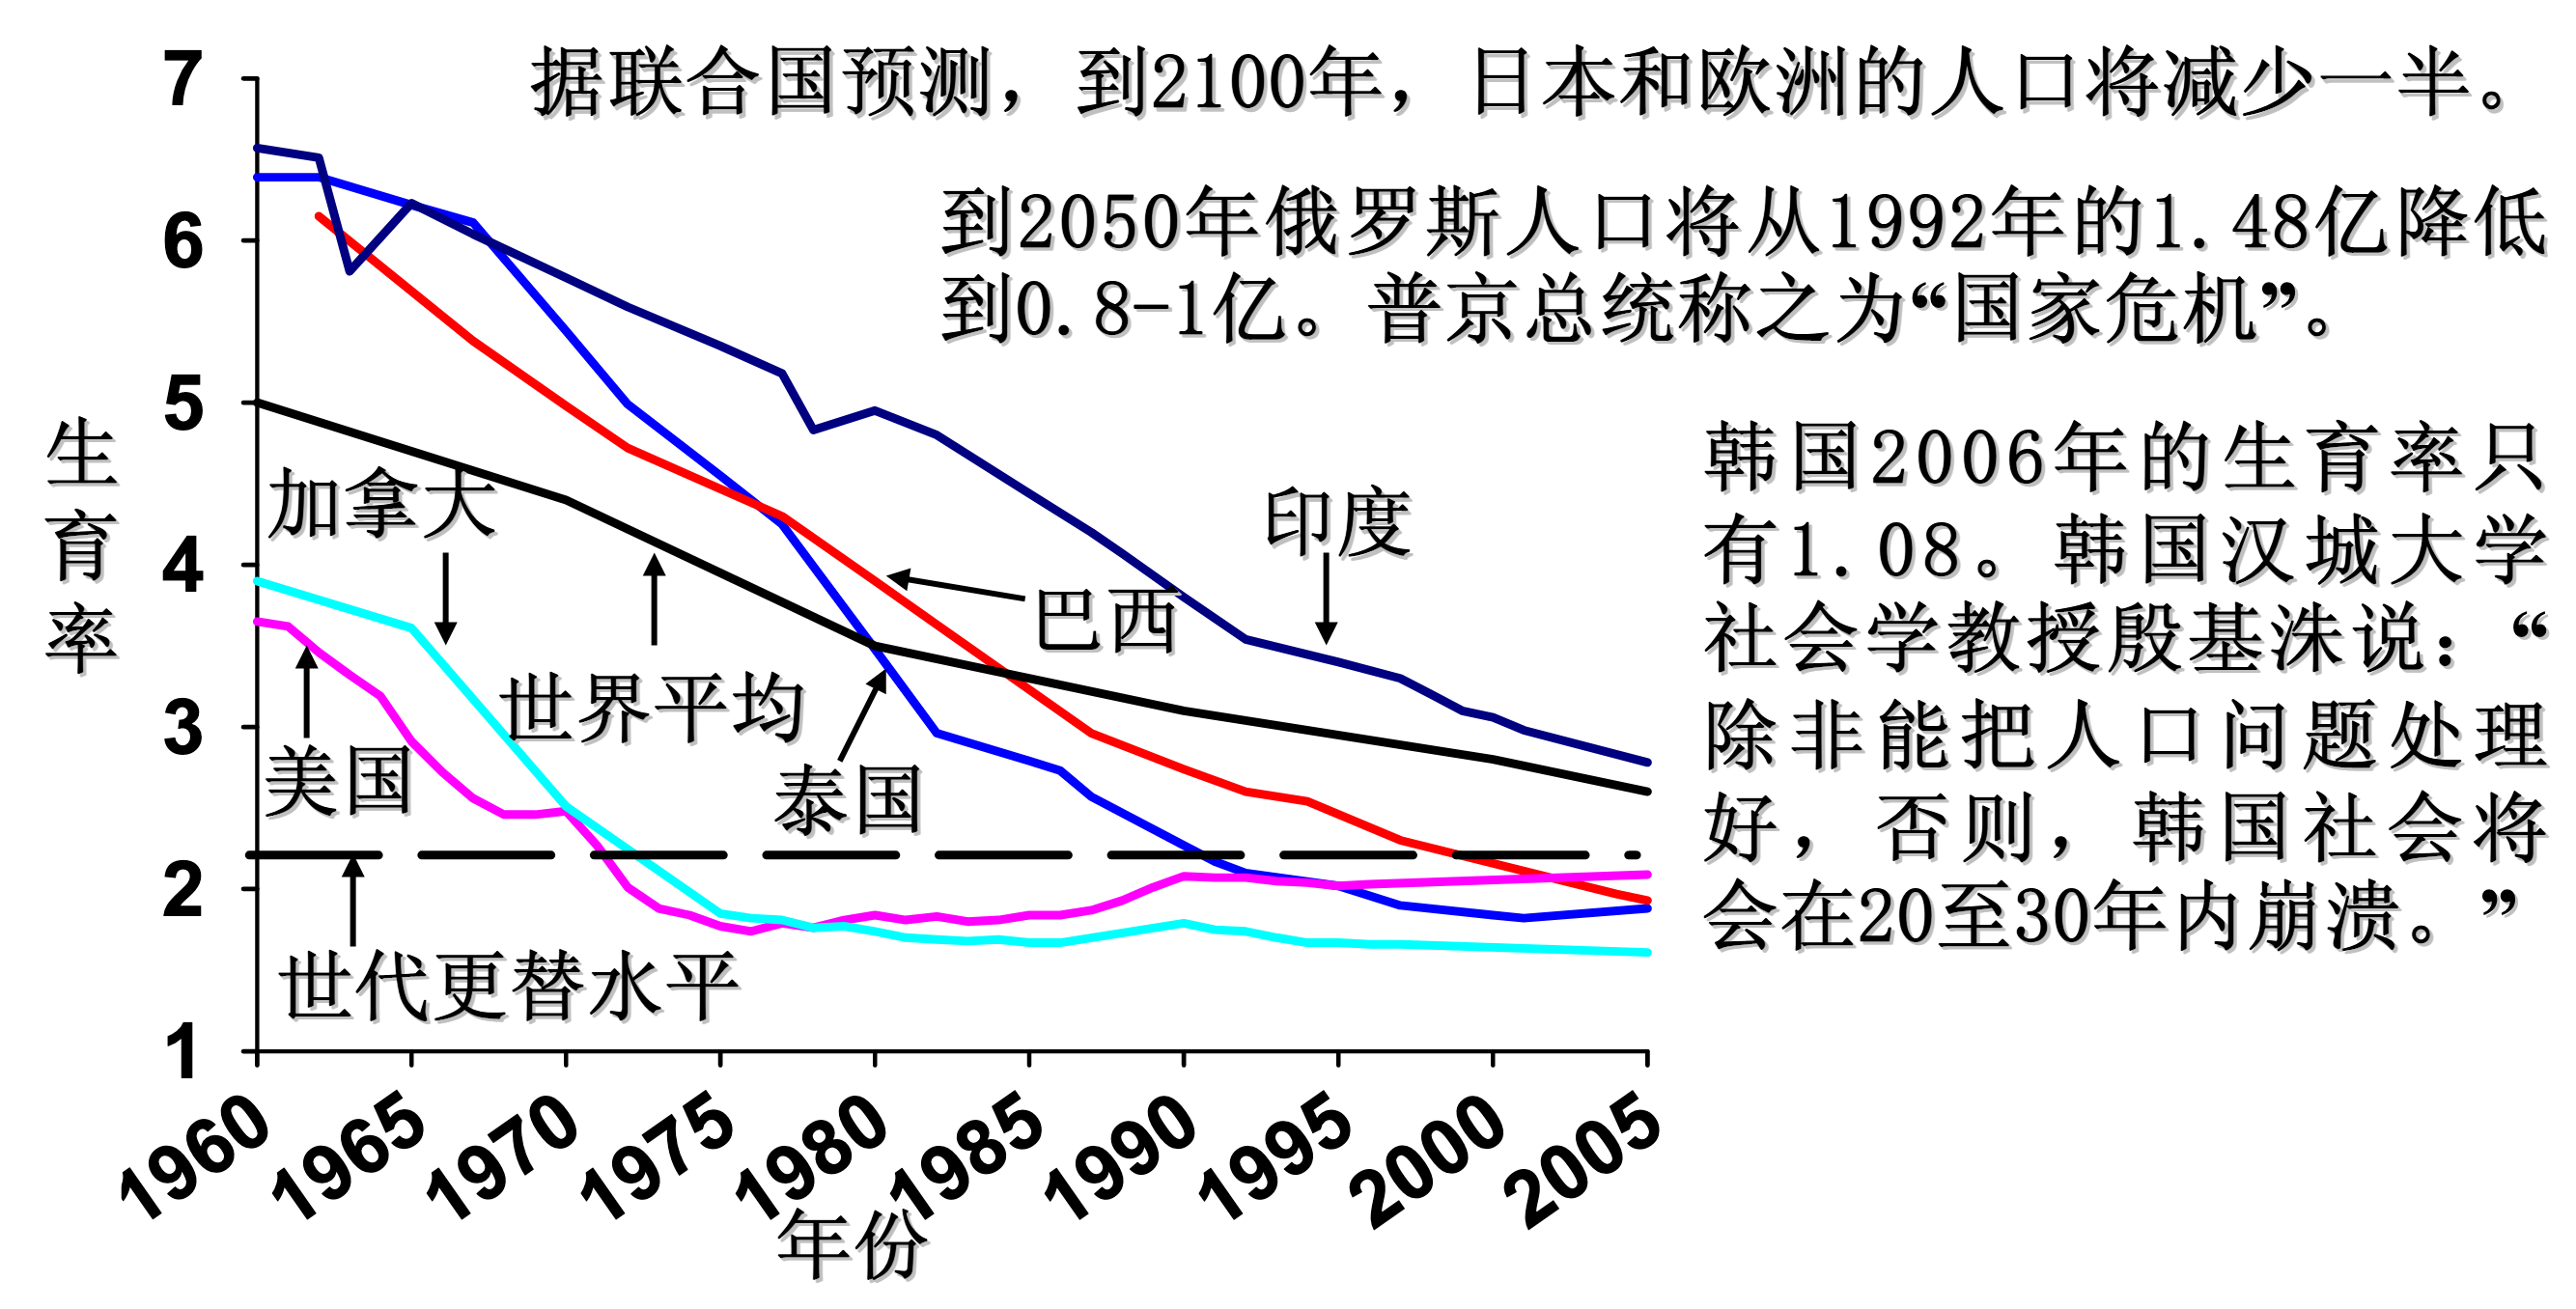 据联合国预测，到2100年，日本和欧洲的人口将减少一半。
到2050年俄罗斯人口将从1992年的1.48亿降低
到0.8-1亿。普京总统称之为“国家危机”。
韩国2006年的生育率只
有1.08。韩国汉城大学
社会学教授殷基洙说：“
除非能把人口问题处理
好，否则，韩国社会将
会在20至30年内崩溃。”
生育率
7
6
5
4
3
2
1
加拿大
印度
巴西
世界平均
美国
泰国
世代更替水平
1960
1965
1970
1975
1980
1985
1990
1995
2000
2005
年份